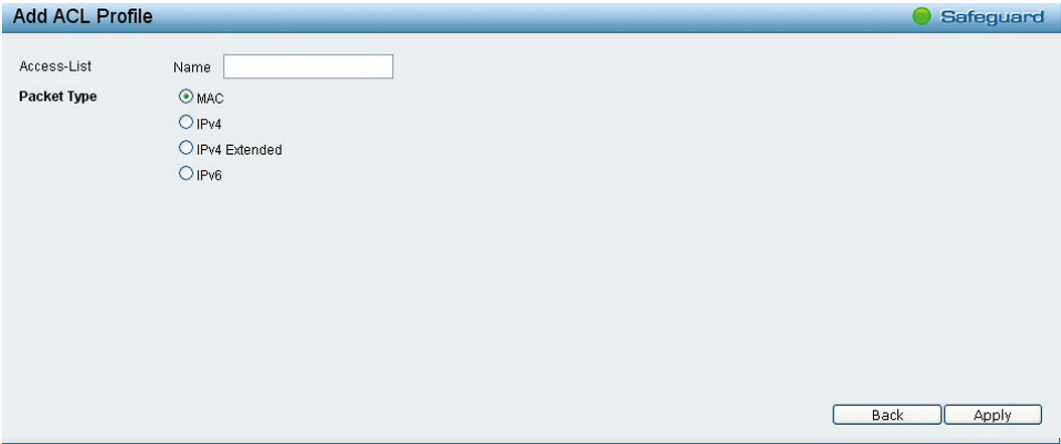 Add ACL Profile Safeguard
Access-List Name
Packet Type MAC
IPv4
IPv4 Extended
IPv6
Back Apply